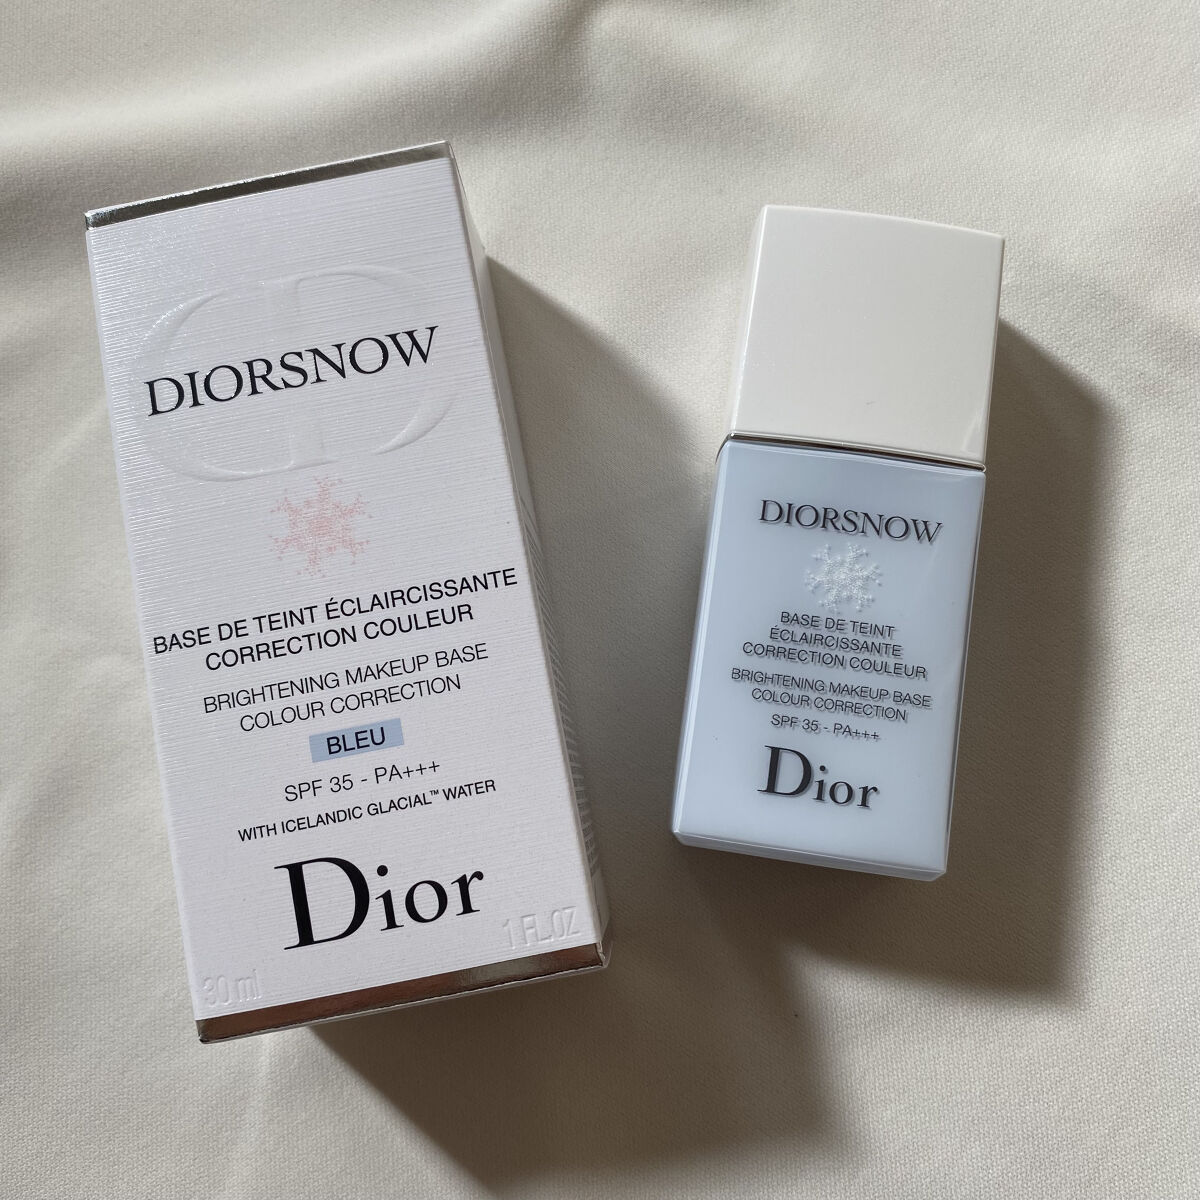 DIORSNOW
BASE DE TEINT ÉCLAIRCISSANTE
CORRECTION COULEUR
BRIGHTENING MAKEUP BASE
COLOUR CORRECTION
BLEU
SPF 35 - PA+++
WITH ICELANDIC GLACIAL™ WATER
Dior
30 ml
1 FL.OZ
DIORSNOW
BASE DE TEINT
ÉCLAIRCISSANTE
CORRECTION COULEUR
BRIGHTENING MAKEUP BASE
COLOUR CORRECTION
SPF 35 - PA+++
Dior